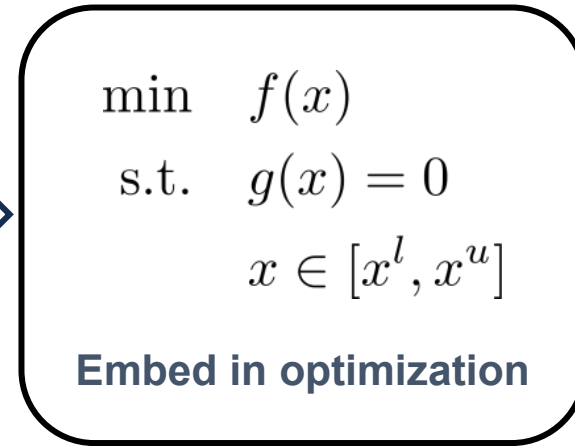 min f(x)
s.t. g(x) = 0
x ∈ [x^l, x^u]
Embed in optimization